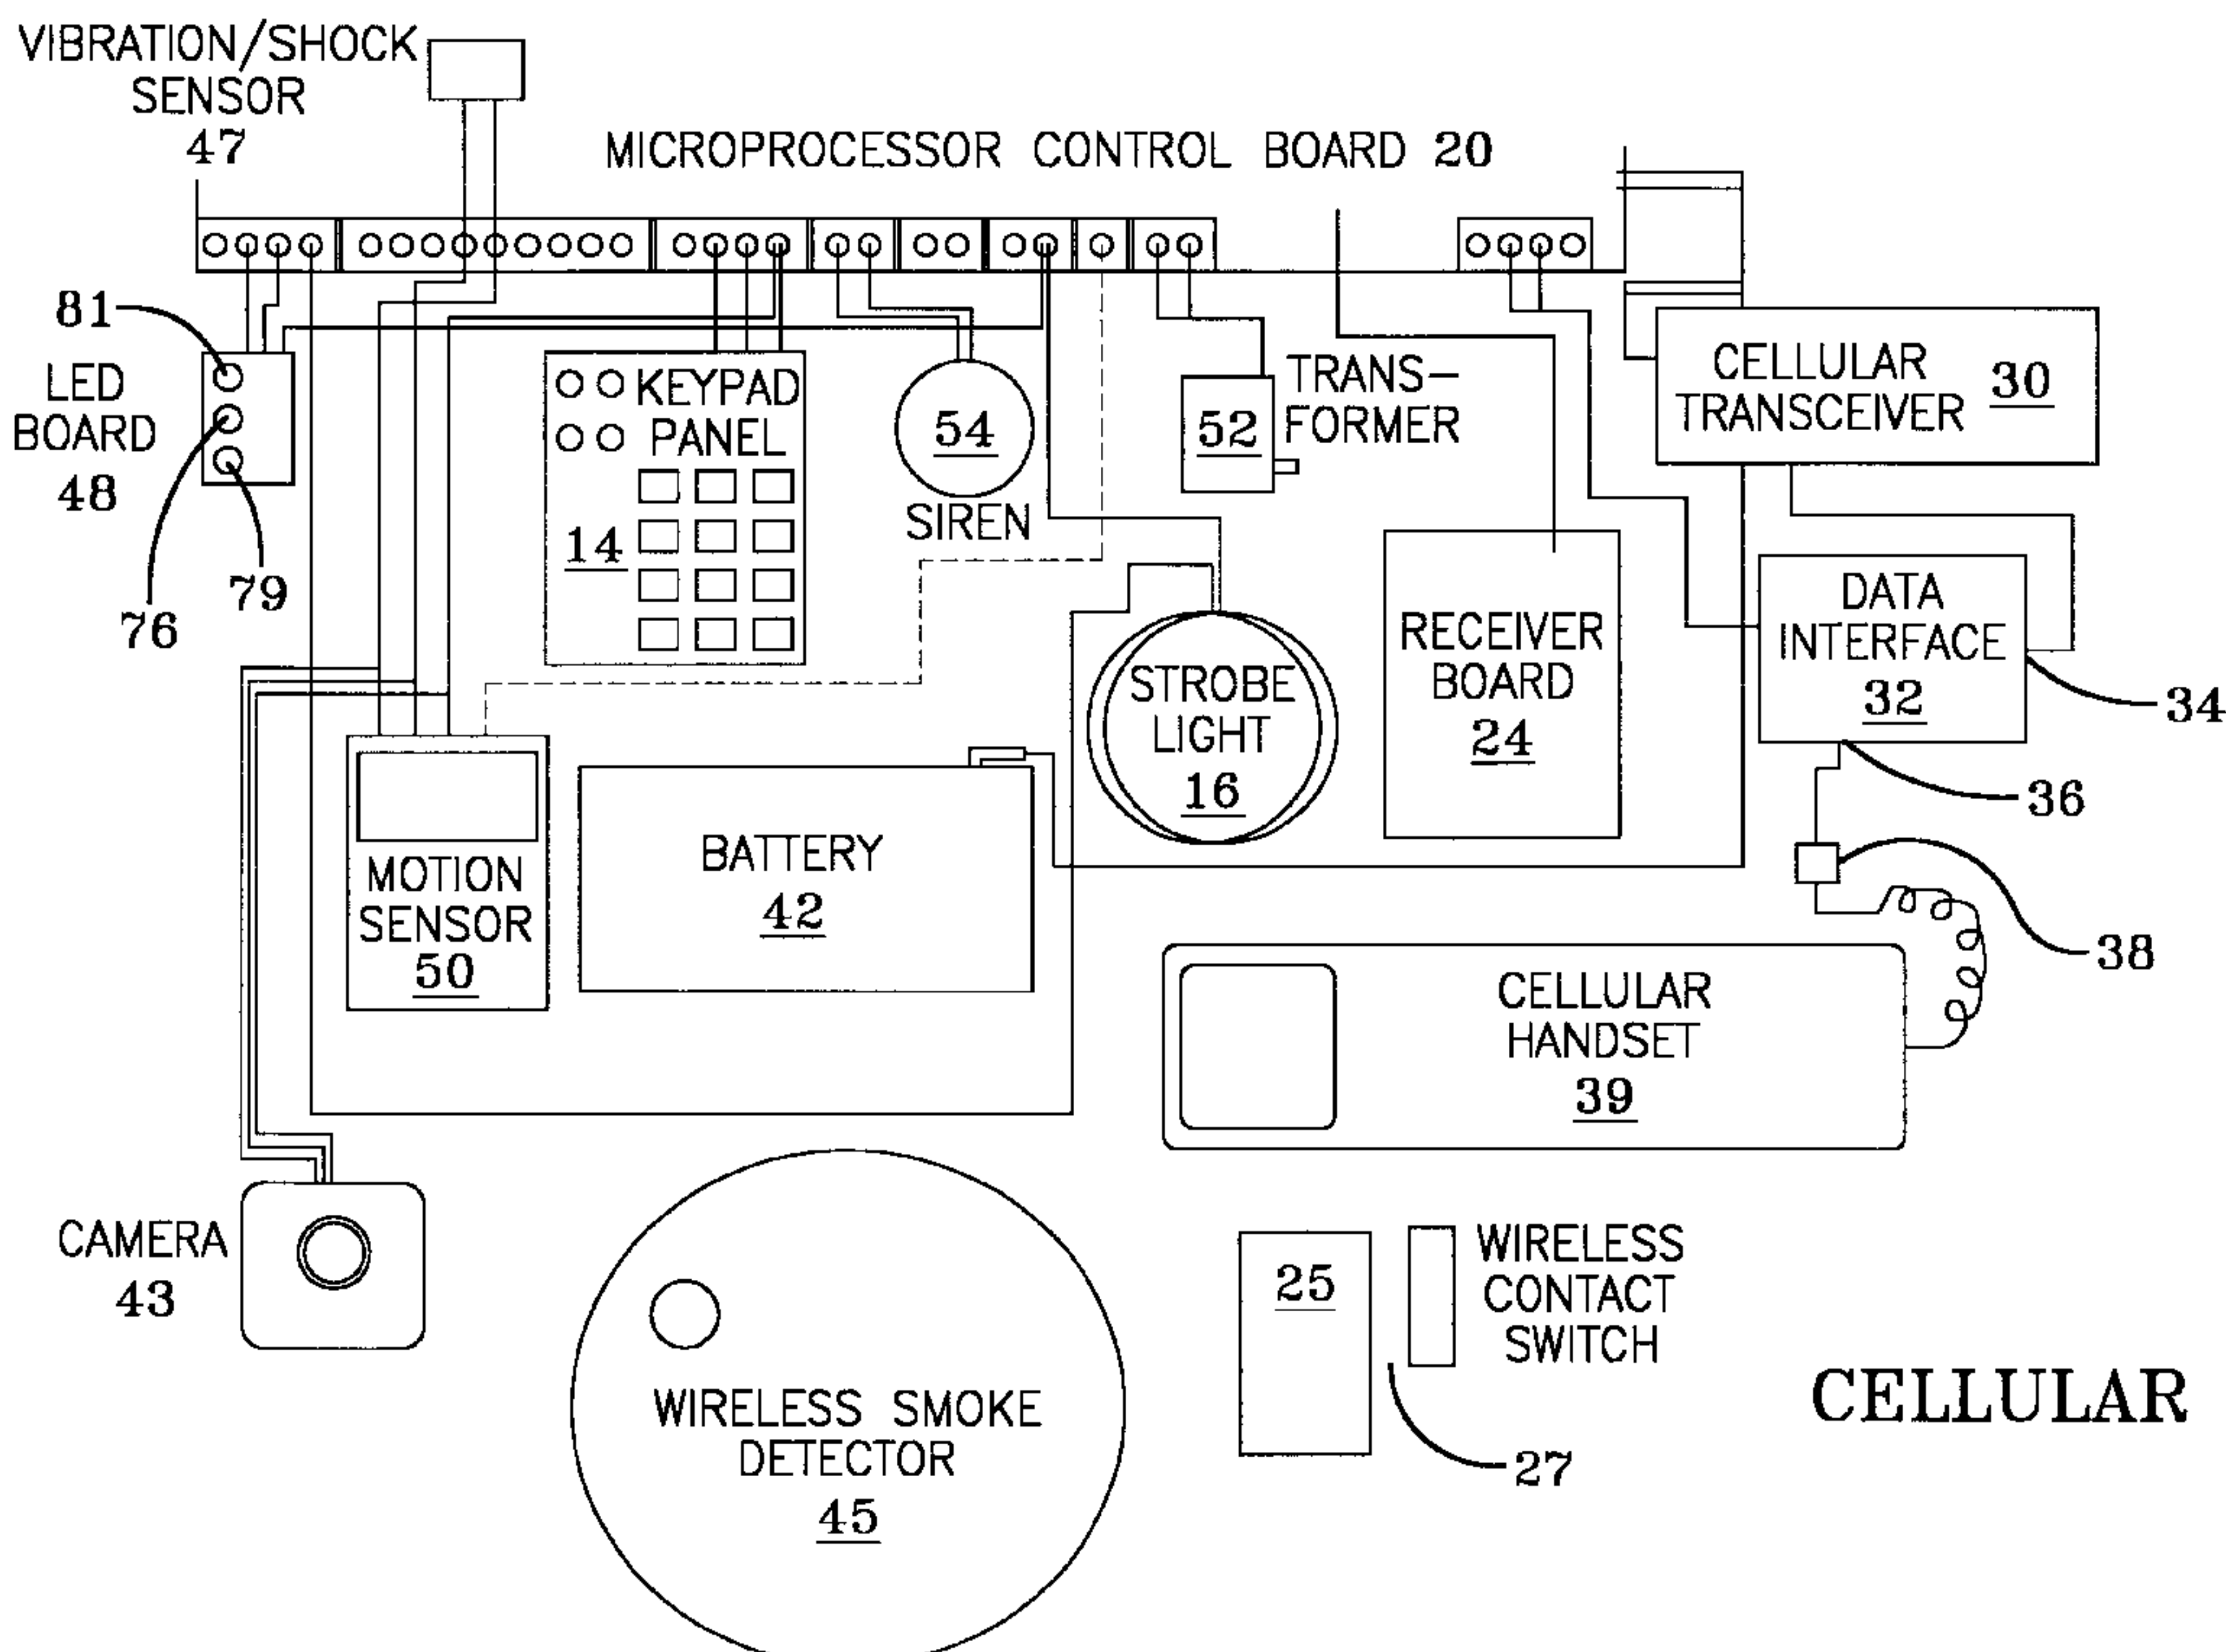 VIBRATION/SHOCK
SENSOR
47
MICROPROCESSOR CONTROL BOARD 20
81
LED
BOARD
48
76
79
KEYPAD
PANEL
14
54
SIREN
52
TRANS-
FORMER
CELLULAR
TRANSCEIVER
30
DATA
INTERFACE
32
34
36
38
RECEIVER
BOARD
24
STROBE
LIGHT
16
MOTION
SENSOR
50
BATTERY
42
CELLULAR
HANDSET
39
CAMERA
43
WIRELESS SMOKE
DETECTOR
45
25
WIRELESS
CONTACT
SWITCH
27
CELLULAR